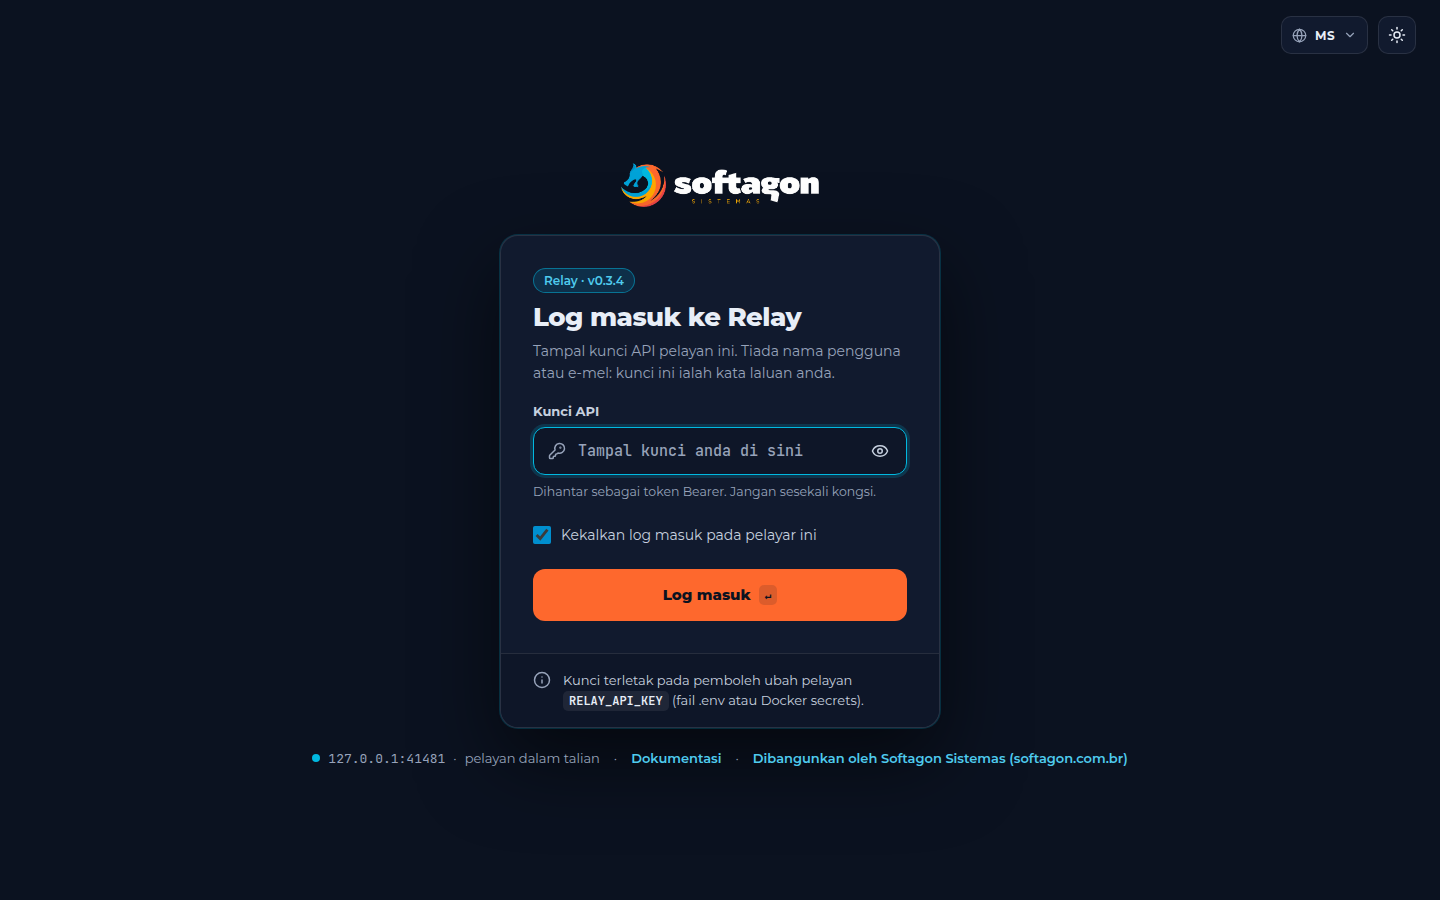 MS
softagon
SISTEMAS
Relay · v0.3.4
Log masuk ke Relay
Tampal kunci API pelayan ini. Tiada nama pengguna
atau e-mel: kunci ini ialah kata laluan anda.
Kunci API
Tampal kunci anda di sini
Dihantar sebagai token Bearer. Jangan sesekali kongsi.
Kekalkan log masuk pada pelayar ini
Log masuk ↵
Kunci terletak pada pemboleh ubah pelayan
RELAY_API_KEY (fail .env atau Docker secrets).
127.0.0.1:41481 · pelayan dalam talian · Dokumentasi · Dibangunkan oleh Softagon Sistemas (softagon.com.br)